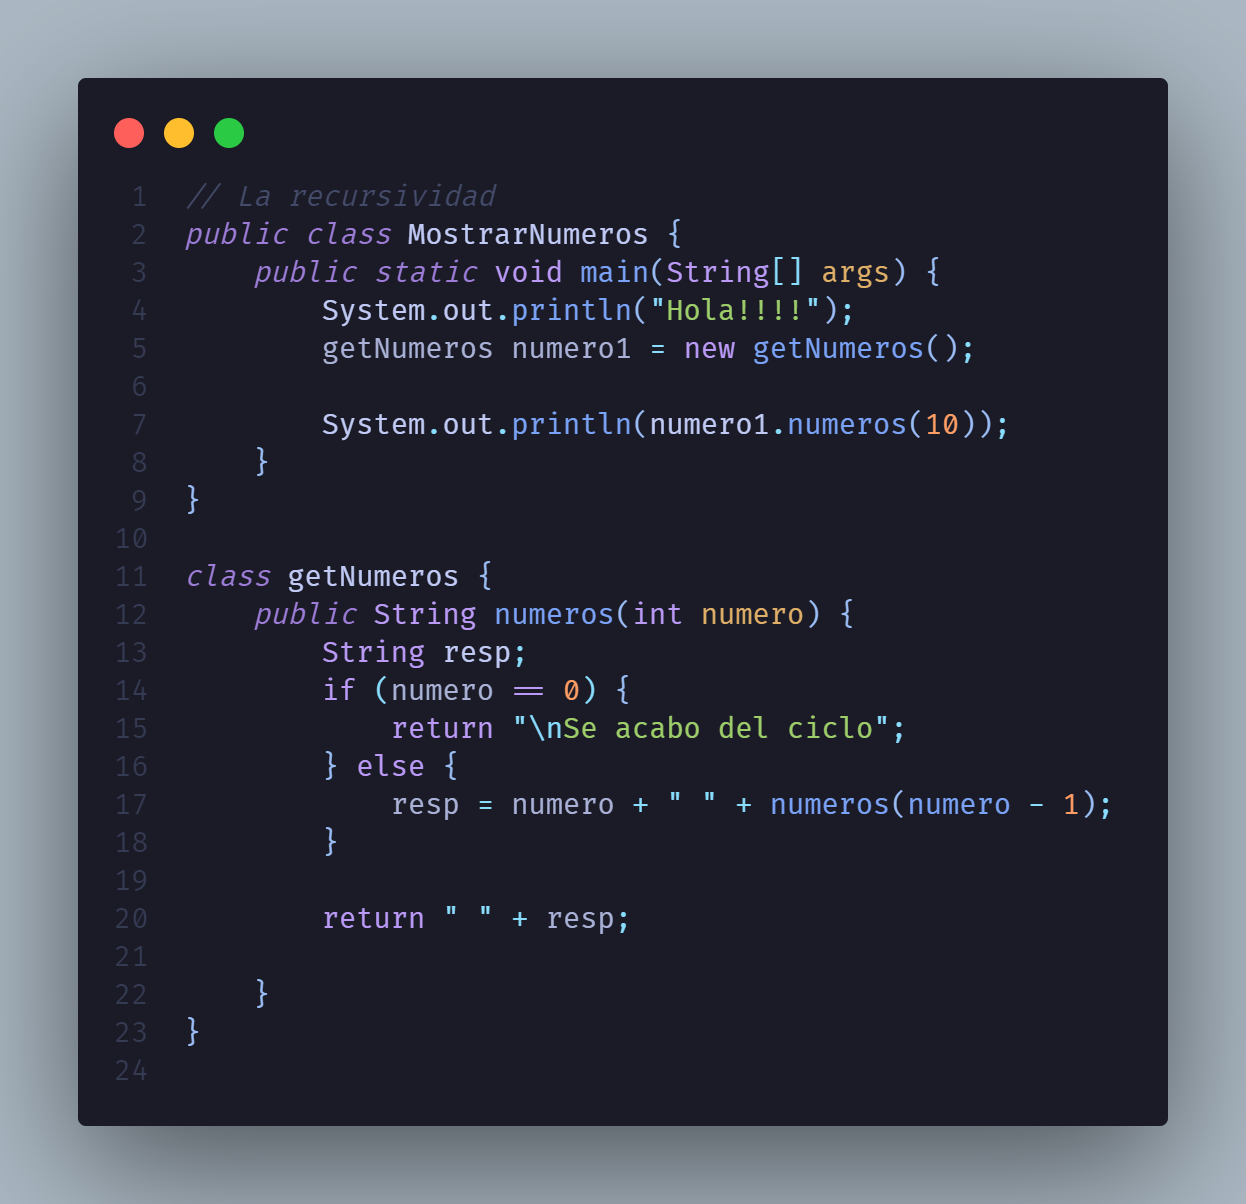 1 // La recursividad
2 public class MostrarNumeros {
3     public static void main(String[] args) {
4         System.out.println("Hola!!!!");
5         getNumeros numero1 = new getNumeros();
6
7         System.out.println(numero1.numeros(10));
8     }
9 }
10
11 class getNumeros {
12     public String numeros(int numero) {
13         String resp;
14         if (numero == 0) {
15             return "\nSe acabo del ciclo";
16         } else {
17             resp = numero + " " + numeros(numero - 1);
18         }
19
20         return " " + resp;
21
22     }
23 }
24